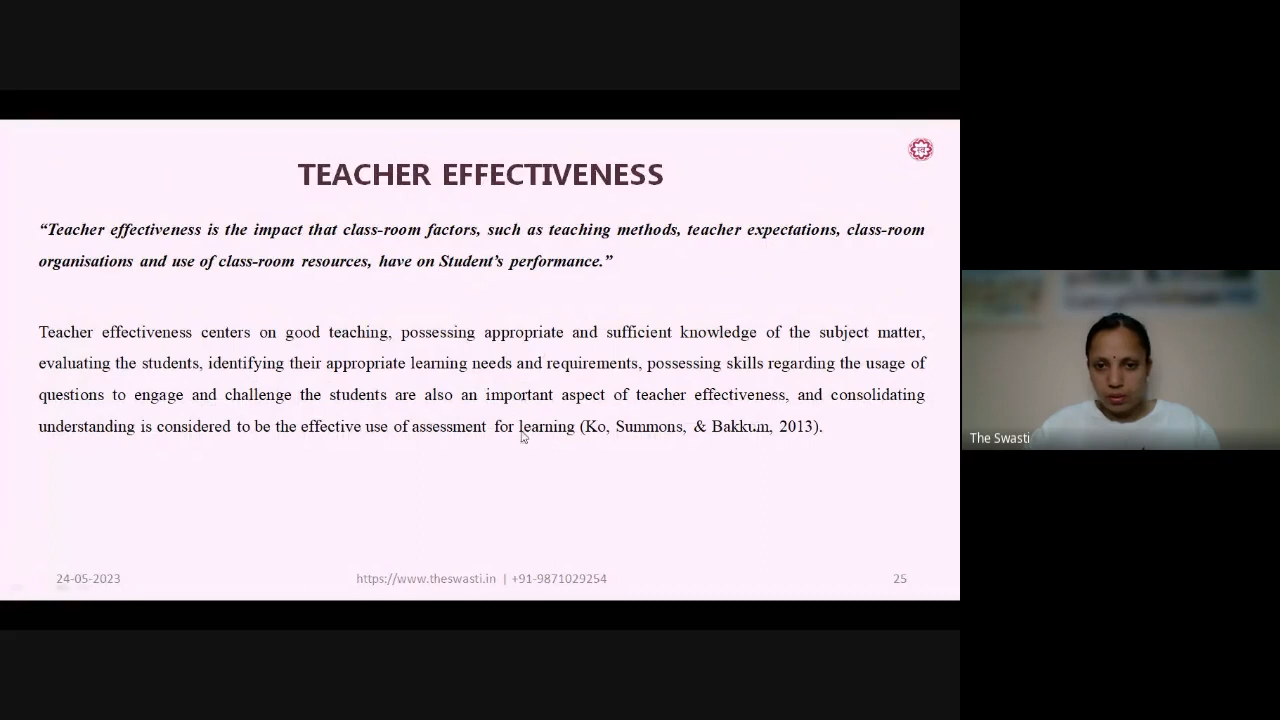 TEACHER EFFECTIVENESS
“Teacher effectiveness is the impact that class-room factors, such as teaching methods, teacher expectations, class-room
organisations and use of class-room resources, have on Student’s performance.”
Teacher effectiveness centers on good teaching, possessing appropriate and sufficient knowledge of the subject matter,
evaluating the students, identifying their appropriate learning needs and requirements, possessing skills regarding the usage of
questions to engage and challenge the students are also an important aspect of teacher effectiveness, and consolidating
understanding is considered to be the effective use of assessment for learning (Ko, Summons, & Bakkum, 2013).
The Swasti
24-05-2023
https://www.theswasti.in | +91-9871029254
25